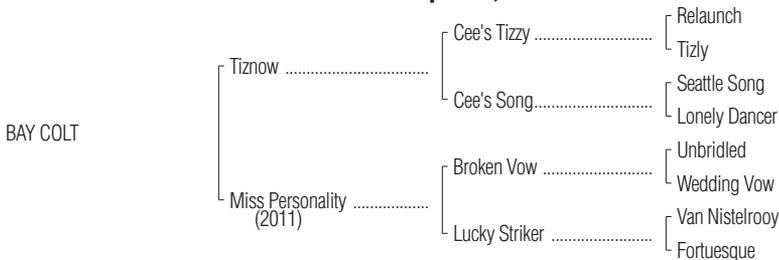 Relaunch
Cee's Tizzy ............................
Tizly
Tiznow ..................................
Seattle Song
Cee's Song............................
Lonely Dancer
BAY COLT
Unbridled
Broken Vow ..........................
Wedding Vow
Miss Personality ..................
(2011)
Van Nistelrooy
Lucky Striker ........................
Fortuesque